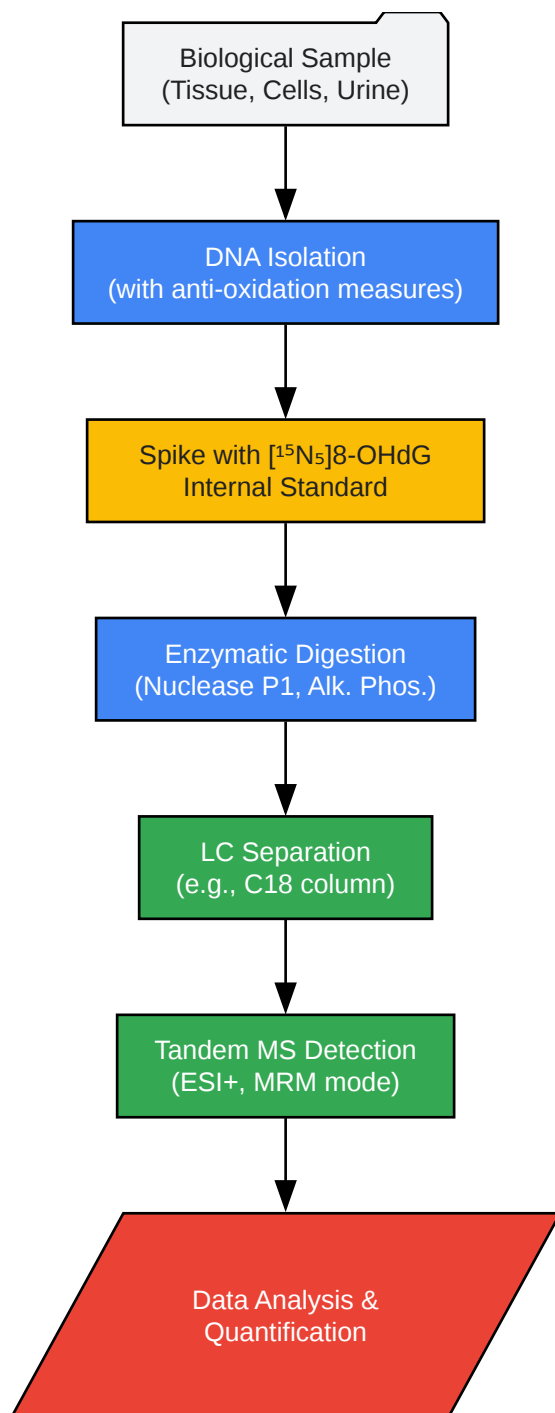 Biological Sample
(Tissue, Cells, Urine)
DNA Isolation
(with anti-oxidation measures)
Spike with [¹⁵N₅]8-OHdG
Internal Standard
Enzymatic Digestion
(Nuclease P1, Alk. Phos.)
LC Separation
(e.g., C18 column)
Tandem MS Detection
(ESI+, MRM mode)
Data Analysis &
Quantification